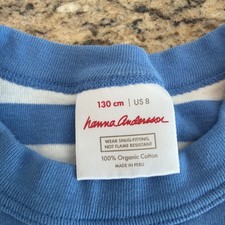 130 cm | US 8
hanna Andersson
WEAR SNUG-FITTING,
NOT FLAME RESISTANT
100% Organic Cotton
MADE IN PERU